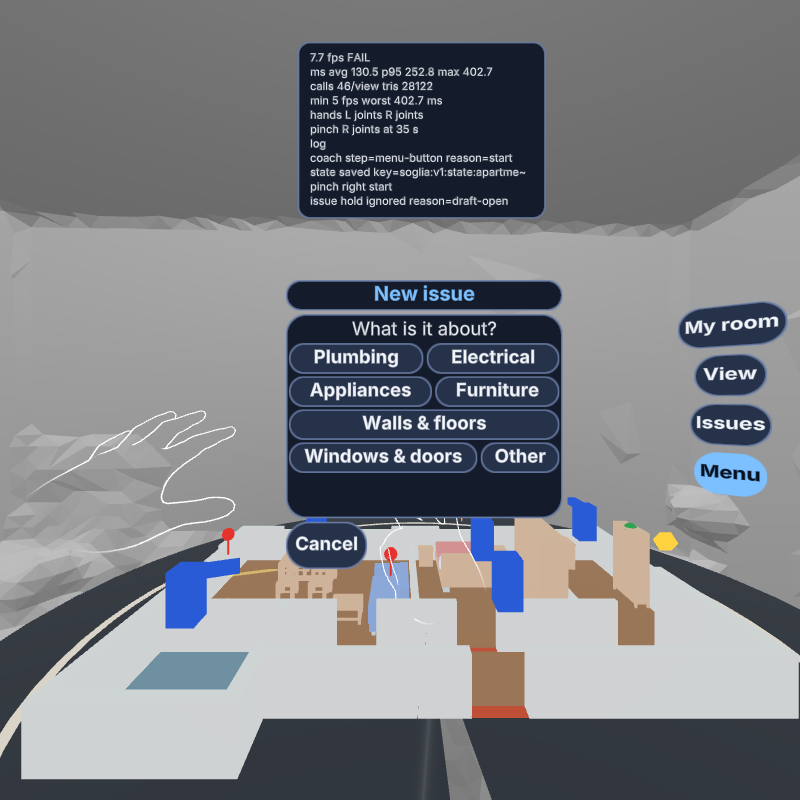 7.7 fps FAIL
ms avg 130.5 p95 252.8 max 402.7
calls 46/view tris 28122
min 5 fps worst 402.7 ms
hands L joints R joints
pinch R joints at 35 s
log
coach step=menu-button reason=start
state saved key=soglia:v1:state:apartme~
pinch right start
issue hold ignored reason=draft-open
New issue
What is it about?
Plumbing Electrical
Appliances Furniture
Walls & floors
Windows & doors Other
Cancel
My room
View
Issues
Menu